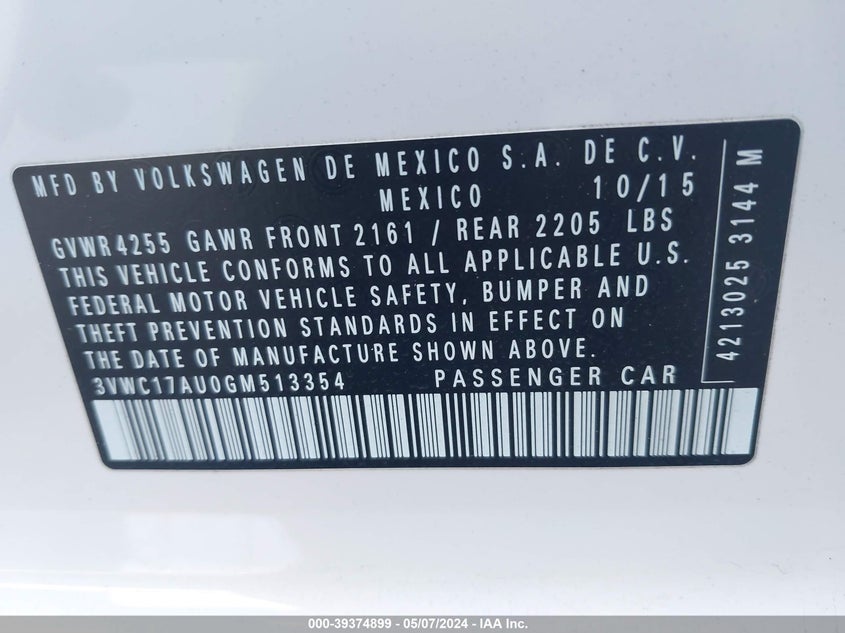 MFD BY VOLKSWAGEN DE MEXICO S.A. DE C.V.
MEXICO 10/15
GVWR 4255 GAWR FRONT 2161 / REAR 2205 LBS
THIS VEHICLE CONFORMS TO ALL APPLICABLE U.S.
FEDERAL MOTOR VEHICLE SAFETY, BUMPER AND
THEFT PREVENTION STANDARDS IN EFFECT ON
THE DATE OF MANUFACTURE SHOWN ABOVE.
3VWC17AU0GM513354 PASSENGER CAR
4213025 3144 M
000-39374899 - 05/07/2024 - IAA Inc.